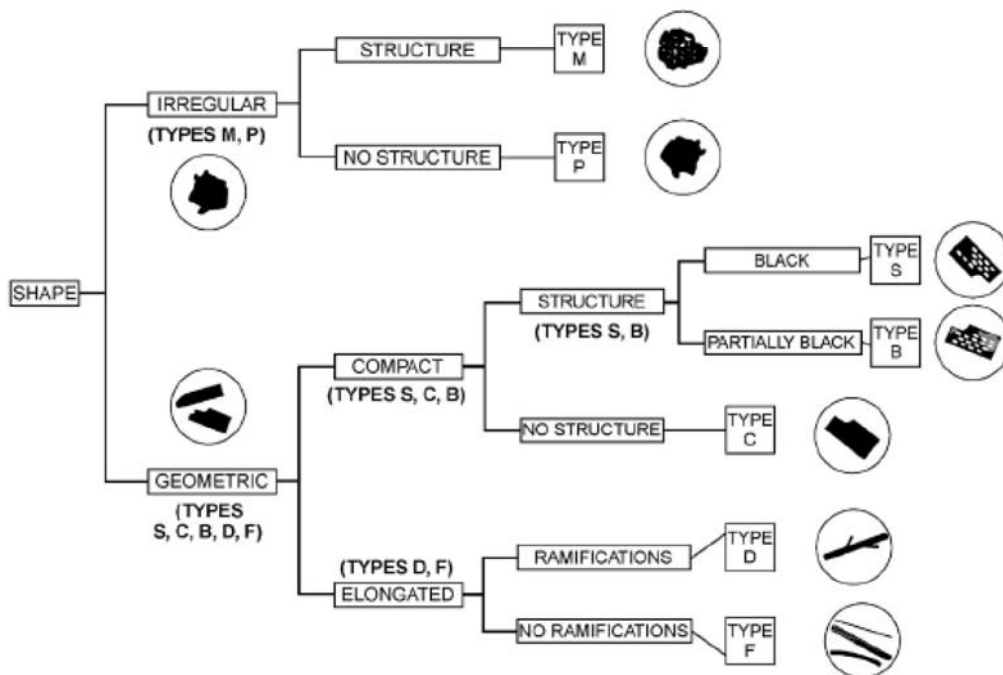 STRUCTURE
TYPE
M
IRREGULAR
(TYPES M, P)
NO STRUCTURE
TYPE
P
SHAPE
BLACK
TYPE
S
STRUCTURE
(TYPES S, B)
PARTIALLY BLACK
TYPE
B
COMPACT
(TYPES S, C, B)
NO STRUCTURE
TYPE
C
GEOMETRIC
(TYPES
S, C, B, D, F)
(TYPES D, F)
ELONGATED
RAMIFICATIONS
TYPE
D
NO RAMIFICATIONS
TYPE
F